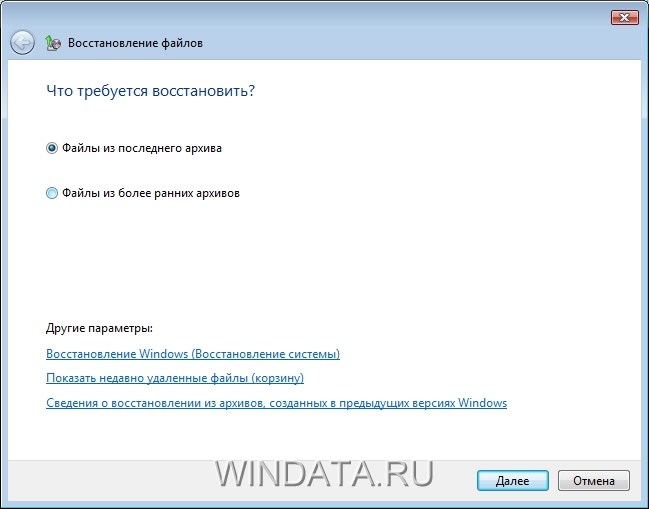 Восстановление файлов
Что требуется восстановить?
Файлы из последнего архива
Файлы из более ранних архивов
Другие параметры:
Восстановление Windows (Восстановление системы)
Показать недавно удаленные файлы (корзину)
Сведения о восстановлении из архивов, созданных в предыдущих версиях Windows
WINDATA.RU
Далее
Отмена